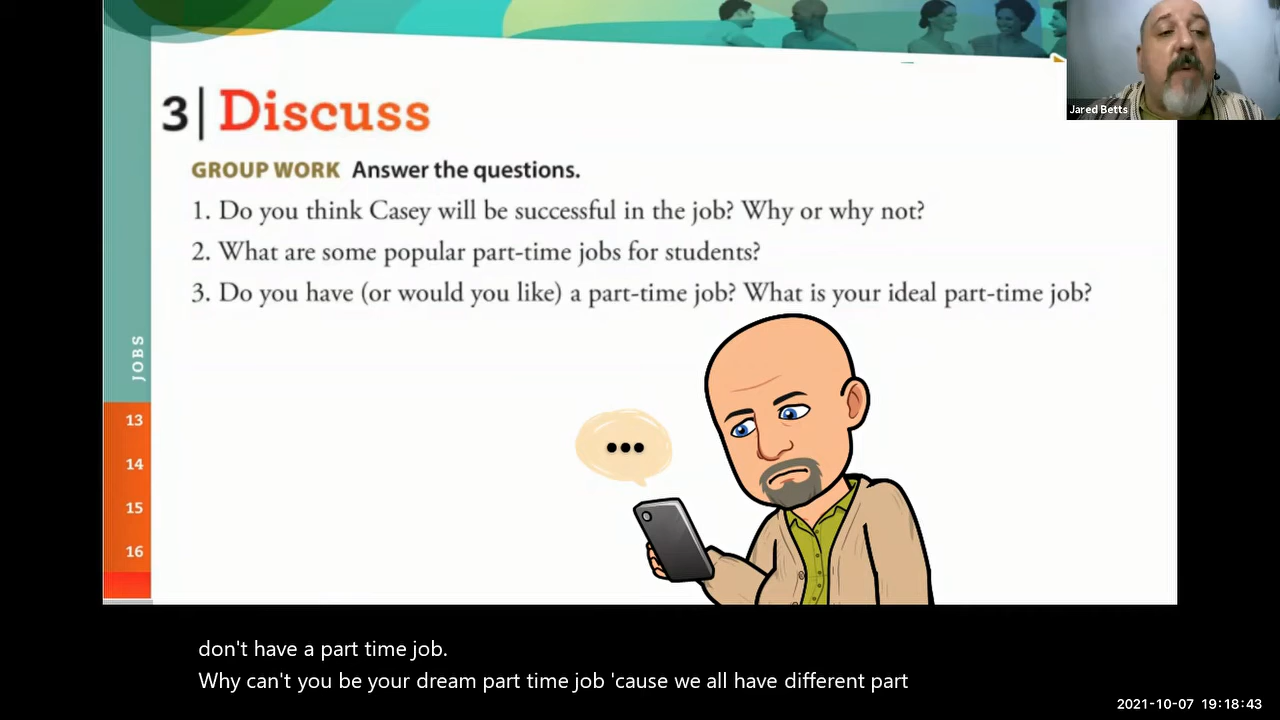 Jared Betts
3 | Discuss
GROUP WORK Answer the questions.
1. Do you think Casey will be successful in the job? Why or why not?
2. What are some popular part-time jobs for students?
3. Do you have (or would you like) a part-time job? What is your ideal part-time job?
JOBS
13
14
15
16
•••
don't have a part time job.
Why can't you be your dream part time job 'cause we all have different part
2021-10-07 19:18:43